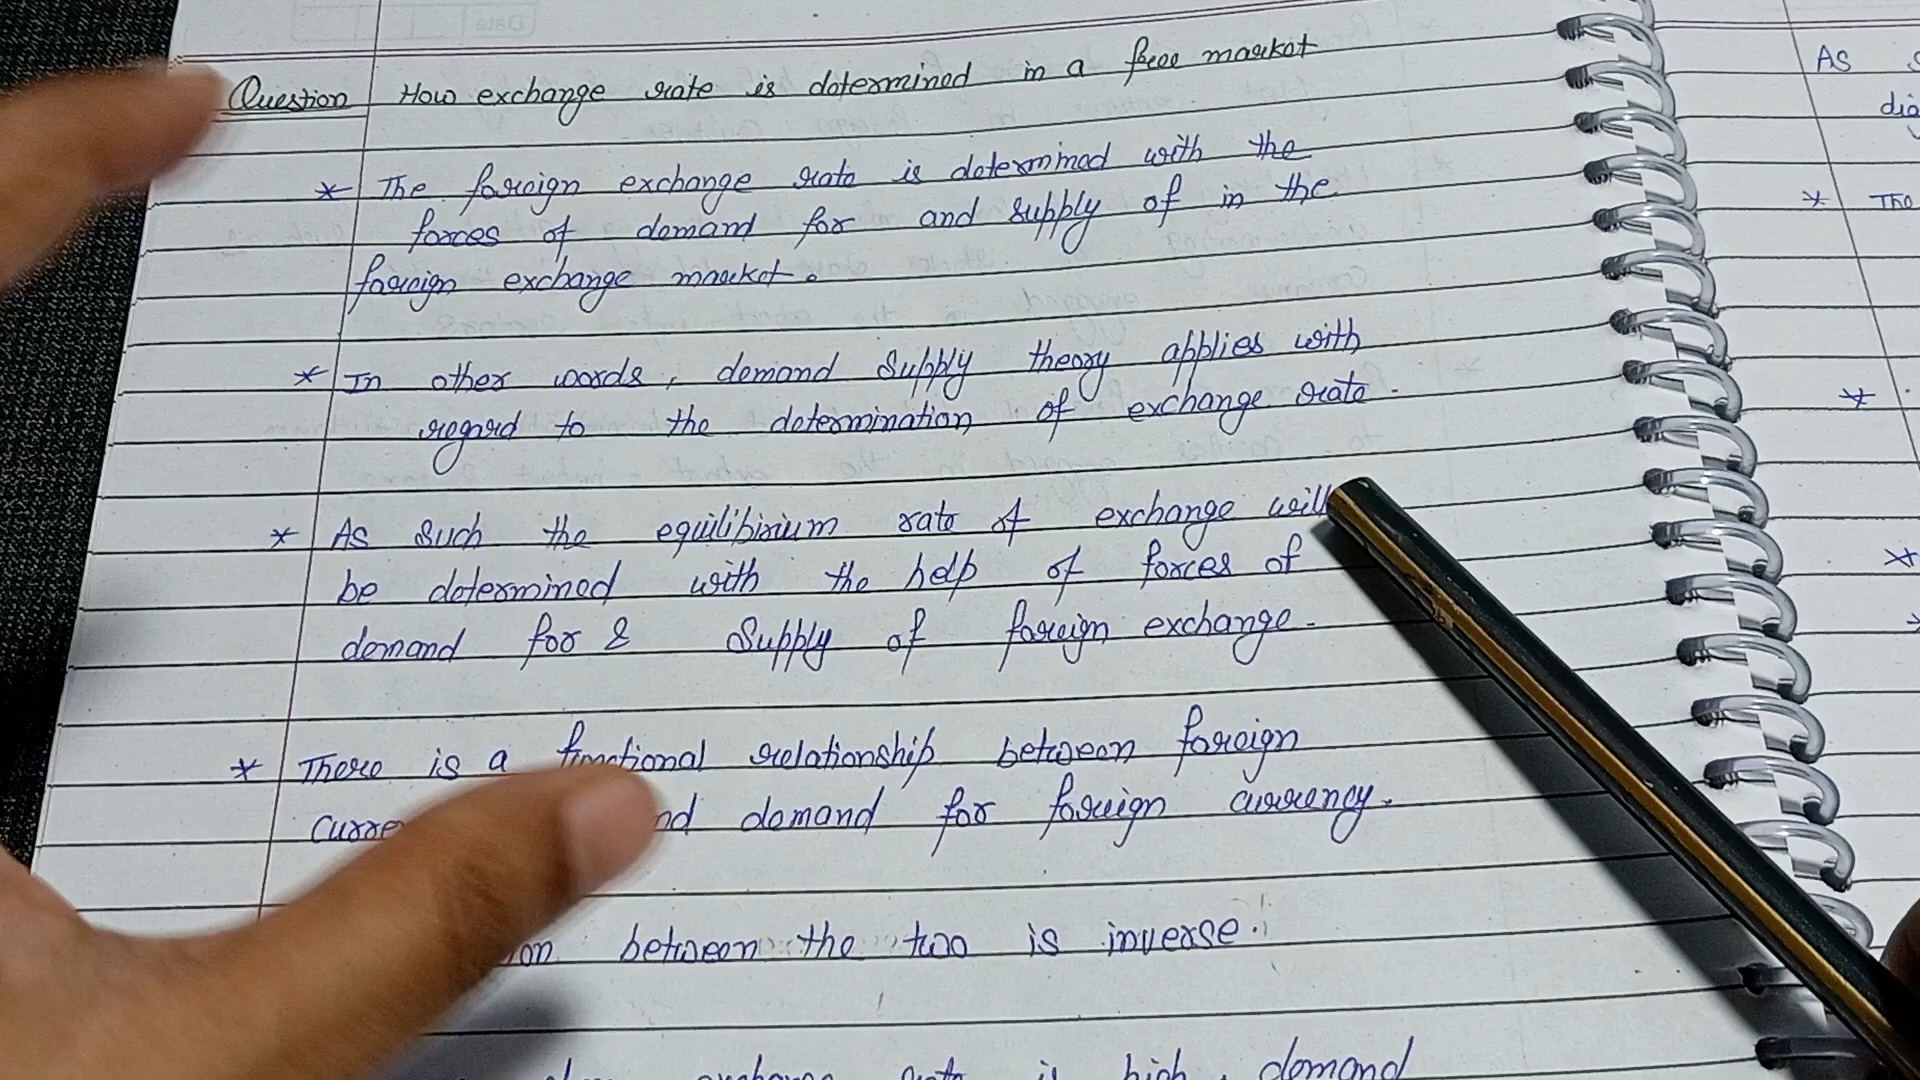 Question How exchange rate is determined in a free market
* The foreign exchange rate is determined with the
forces of demand for and supply of in the
foreign exchange market.
* In other words, demand supply theory applies with
regard to the determination of exchange rate.
* As such the equilibirium rate of exchange will
be determined with the help of forces of
demand for & supply of foreign exchange.
* There is a functional relationship between foreign
demand for foreign currency.
between the two is inverse.
exchange rate is high, demand
As
*
The
*
*